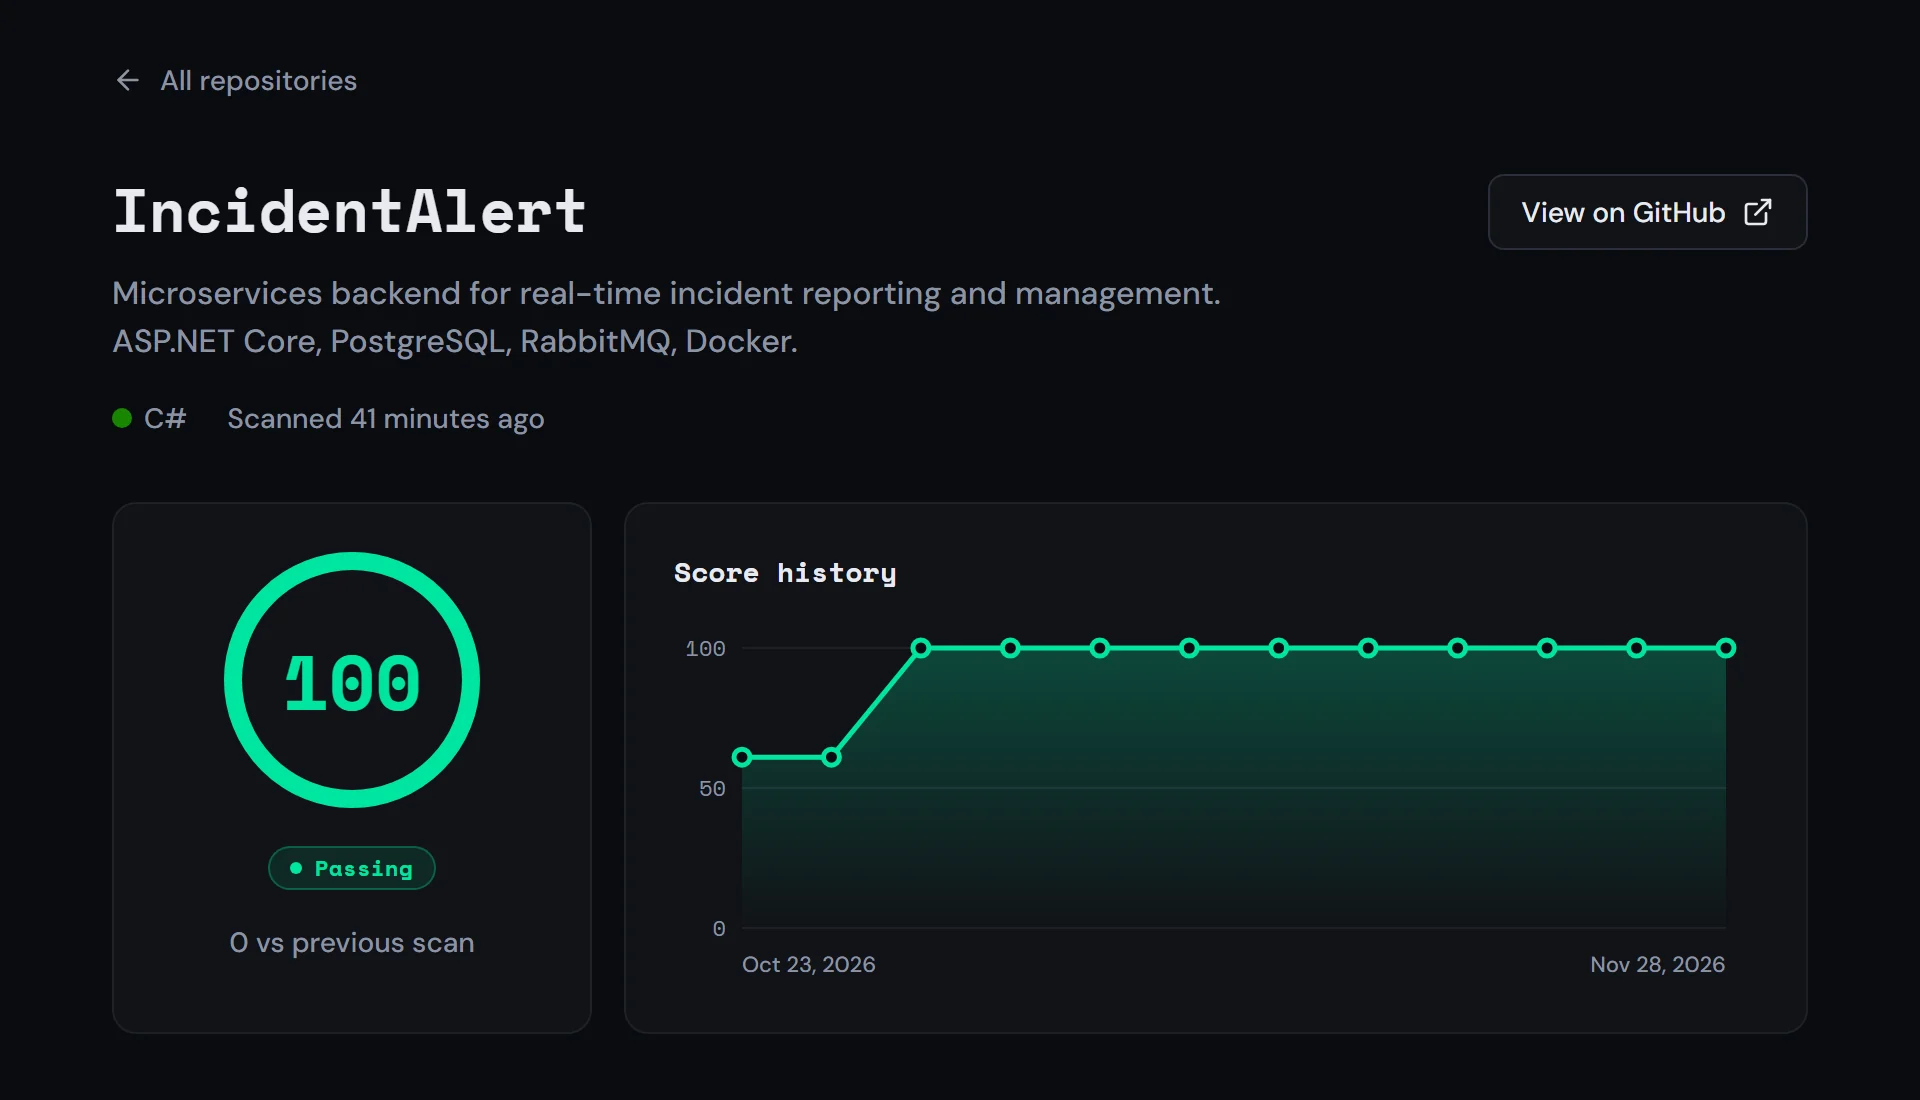 All repositories
IncidentAlert
View on GitHub
Microservices backend for real-time incident reporting and management.
ASP.NET Core, PostgreSQL, RabbitMQ, Docker.
C# Scanned 41 minutes ago
100
Passing
0 vs previous scan
Score history
100
50
0
Oct 23, 2026 Nov 28, 2026